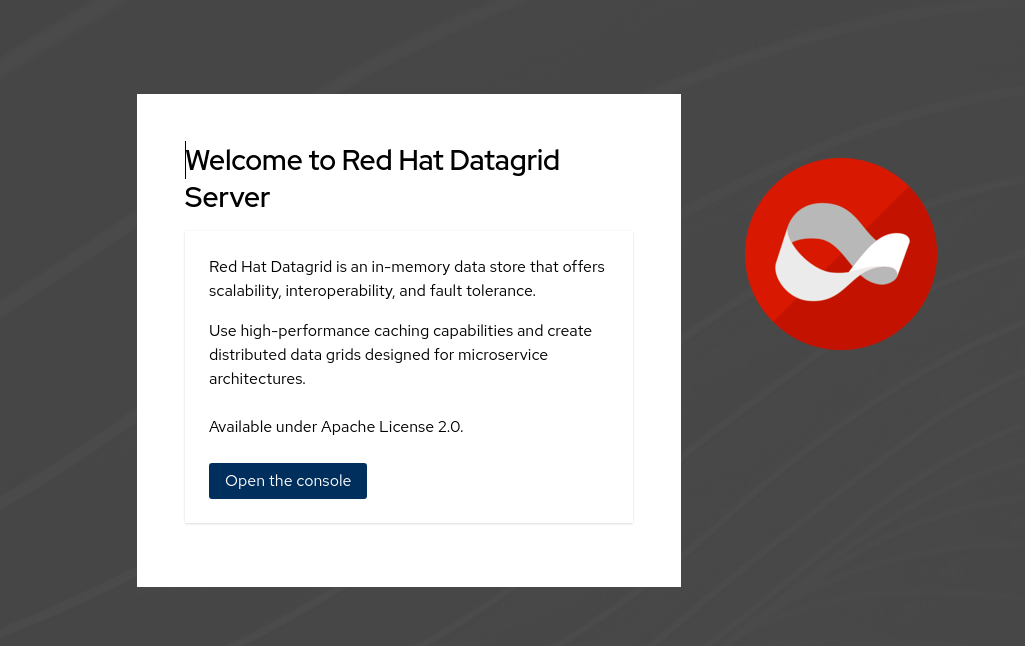 Welcome to Red Hat Datagrid
Server
Red Hat Datagrid is an in-memory data store that offers
scalability, interoperability, and fault tolerance.
Use high-performance caching capabilities and create
distributed data grids designed for microservice
architectures.
Available under Apache License 2.0.
Open the console